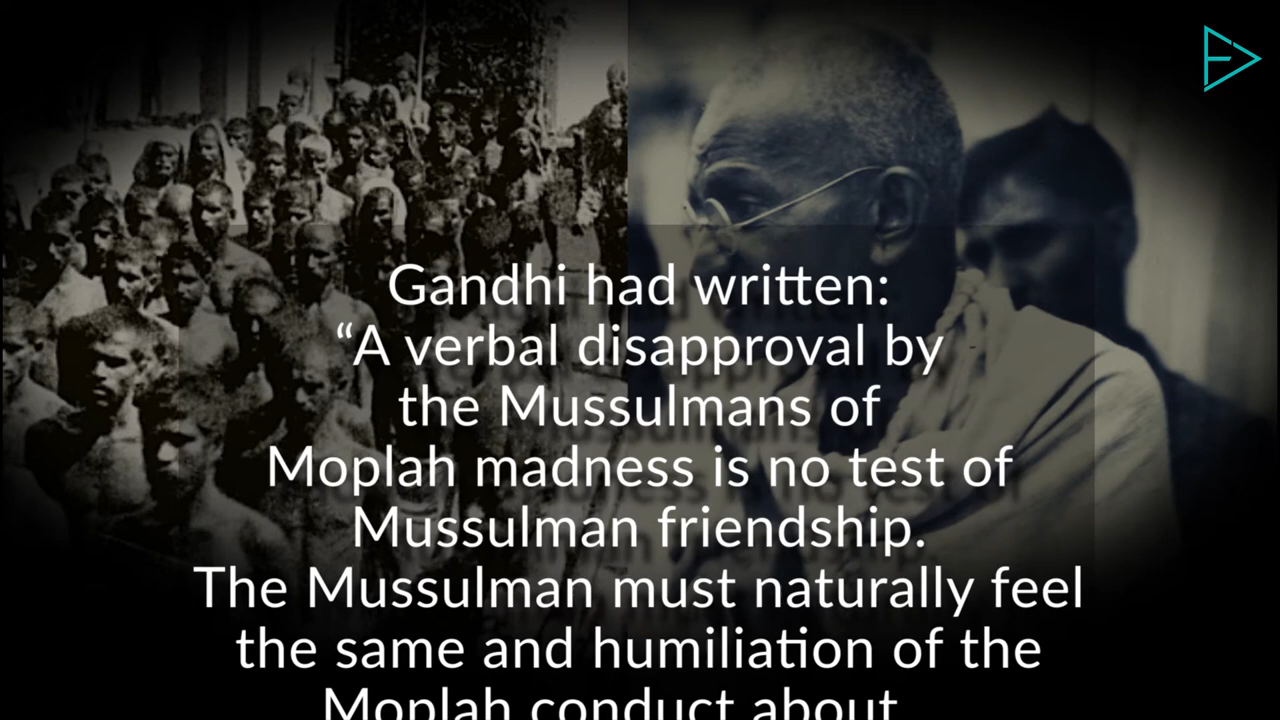 Gandhi had written:
“A verbal disapproval by
the Mussulmans of
Moplah madness is no test of
Mussulman friendship.
The Mussulman must naturally feel
the same and humiliation of the
Moplah conduct about